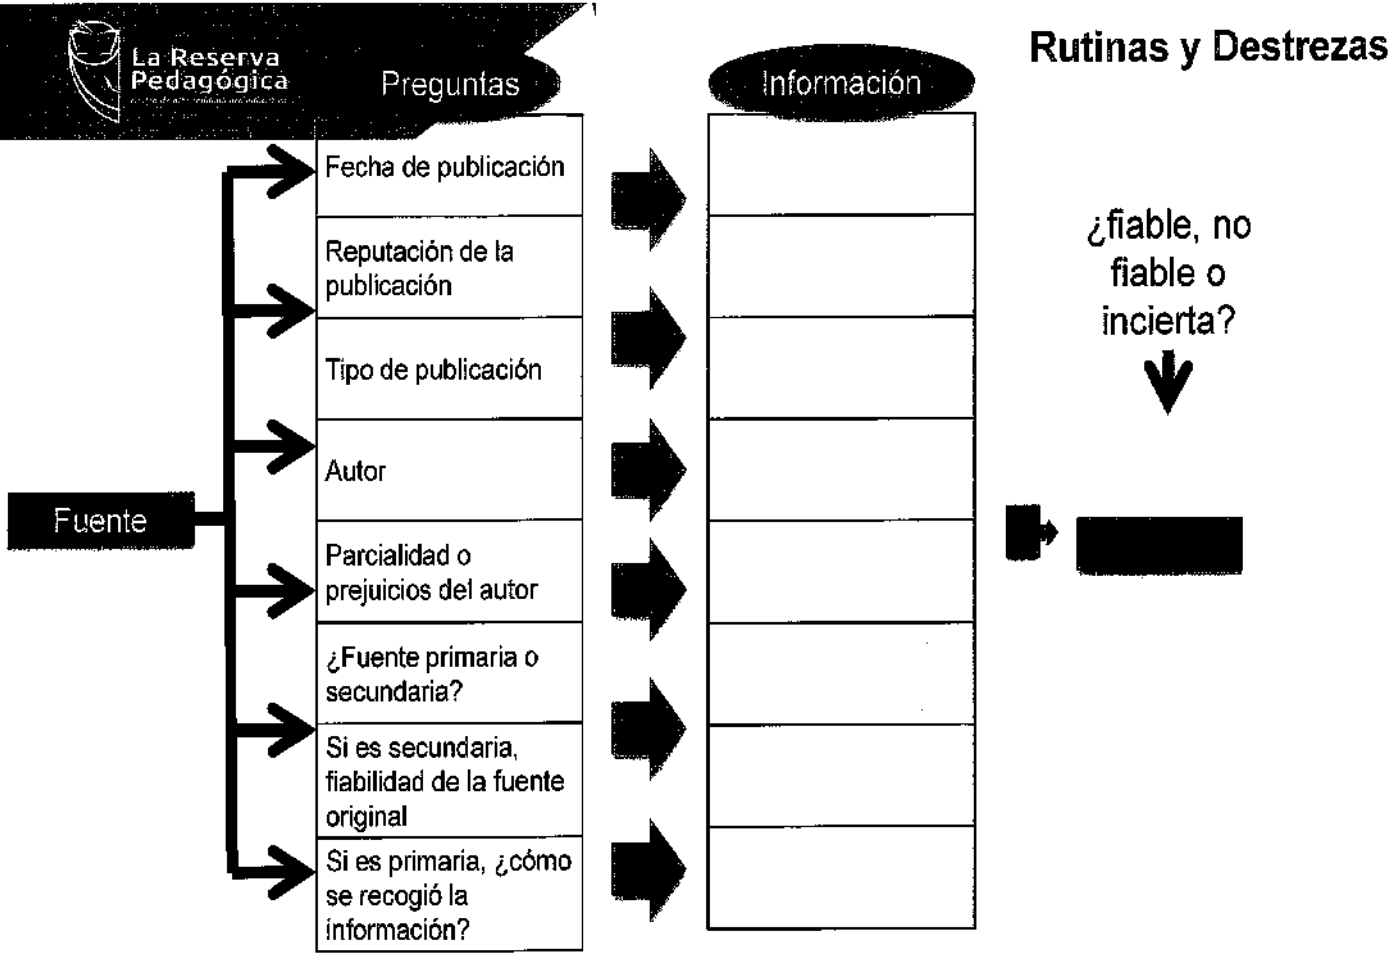 La Reserva
Pedagógica
Rutinas y Destrezas
Preguntas
Información
Fecha de publicación
Reputación de la
publicación
Tipo de publicación
Autor
Parcialidad o
prejuicios del autor
¿Fuente primaria o
secundaria?
Si es secundaria,
fiabilidad de la fuente
original
Si es primaria, ¿cómo
se recogió la
información?
Fuente
¿fiable, no
fiable o
incierta?